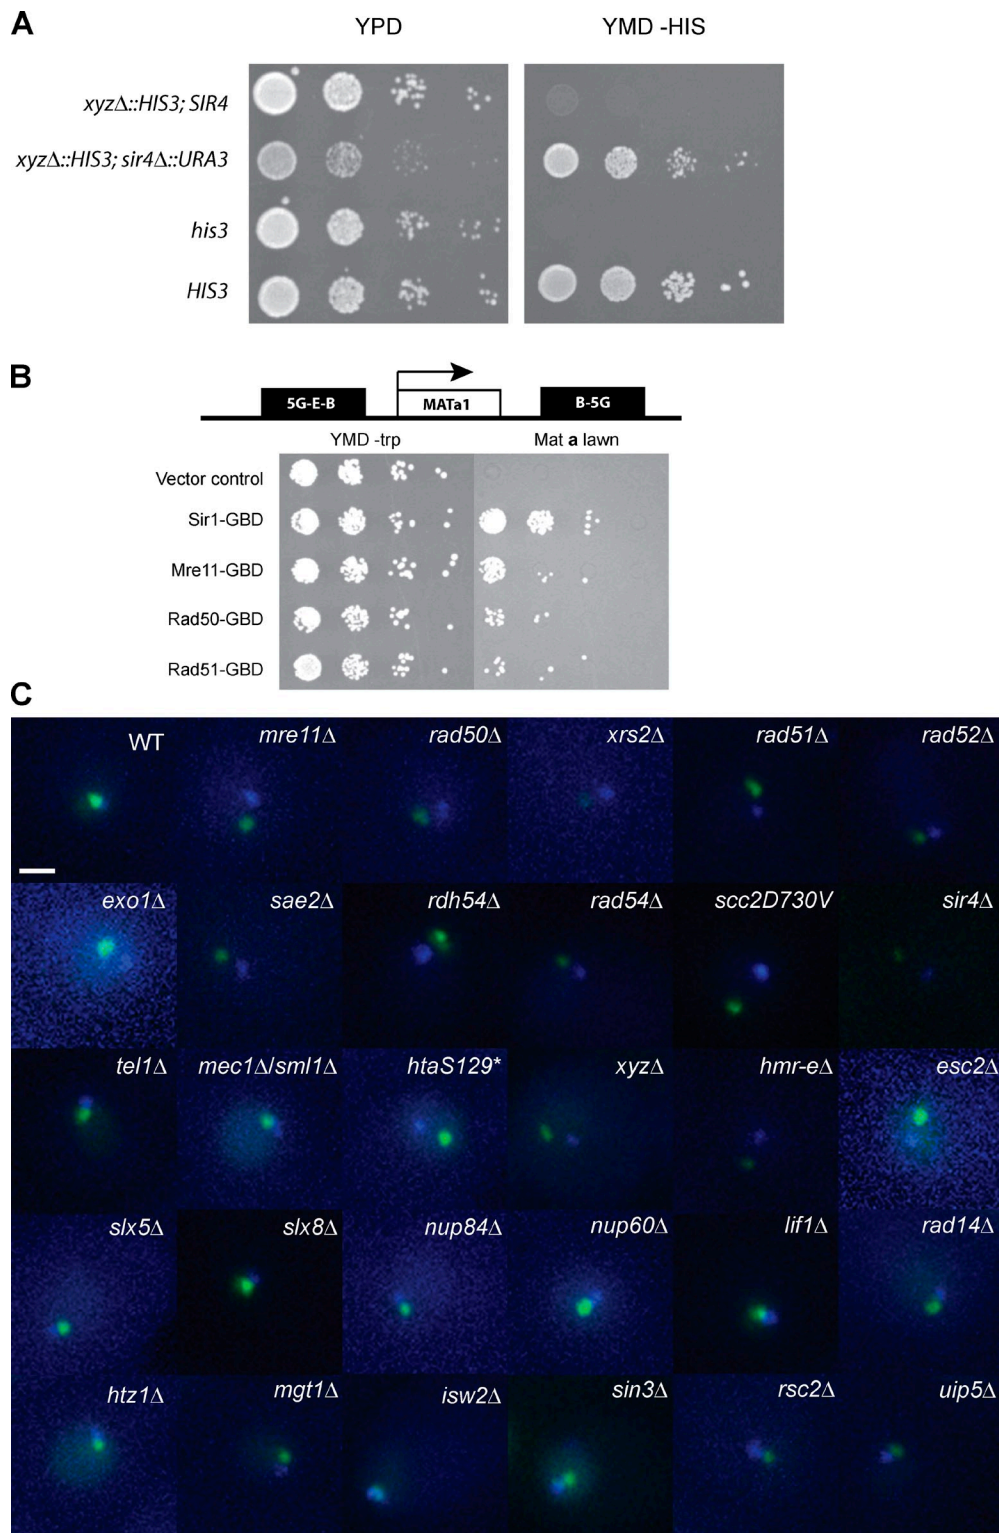 A
YPD YMD -HIS
xyzΔ::HIS3; SIR4
xyzΔ::HIS3; sir4Δ::URA3
his3
HIS3
B
5G-E-B MATa1 B-5G
YMD -trp Mat a lawn
Vector control
Sir1-GBD
Mre11-GBD
Rad50-GBD
Rad51-GBD
C
WT mre11Δ rad50Δ xrs2Δ rad51Δ rad52Δ
exo1Δ sae2Δ rdh54Δ rad54Δ scc2D730V sir4Δ
tel1Δ mec1Δ/sml1Δ htaS129* xyzΔ hmr-eΔ esc2Δ
slx5Δ slx8Δ nup84Δ nup60Δ lif1Δ rad14Δ
htz1Δ mgt1Δ isw2Δ sin3Δ rsc2Δ uip5Δ